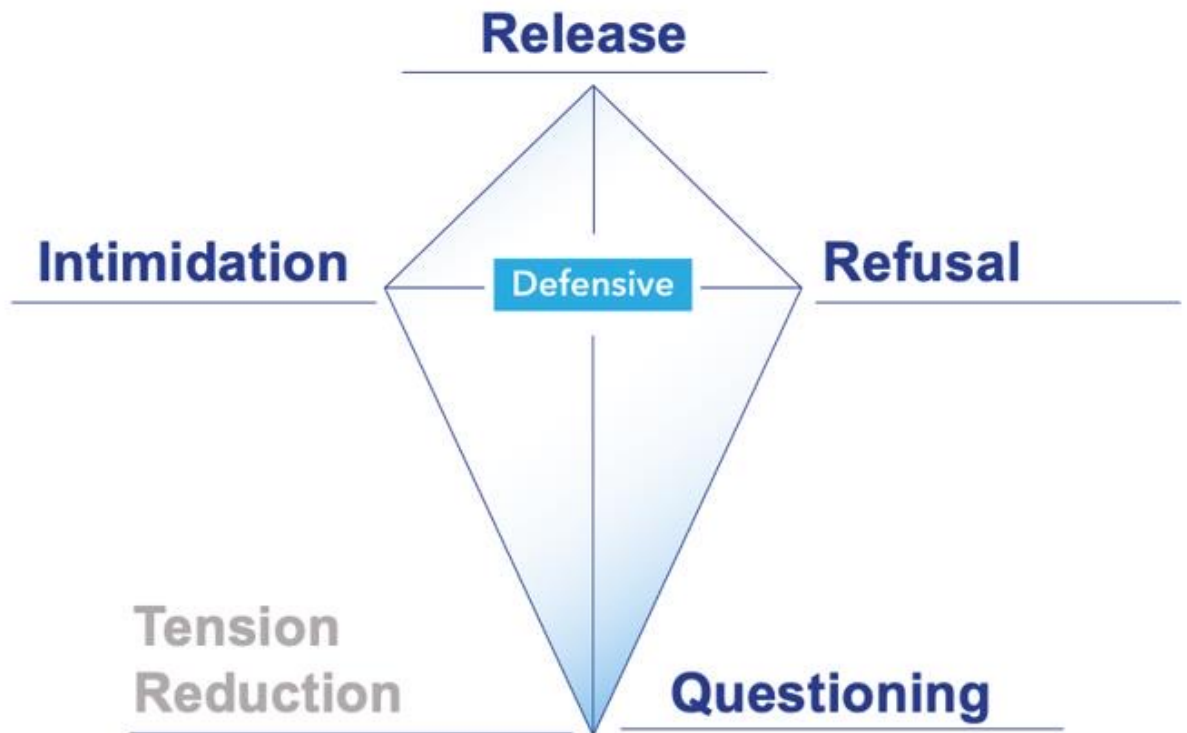 Release
Intimidation
Defensive
Refusal
Tension
Reduction
Questioning